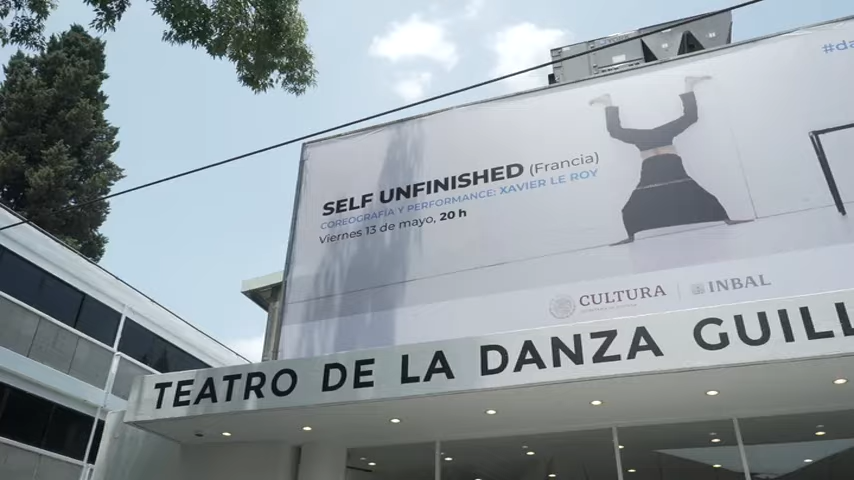 #da
SELF UNFINISHED (Francia)
COREOGRAFÍA Y PERFORMANCE: XAVIER LE ROY
Viernes 13 de mayo, 20 h
CULTURA
INBAL
TEATRO DE LA DANZA GUILL